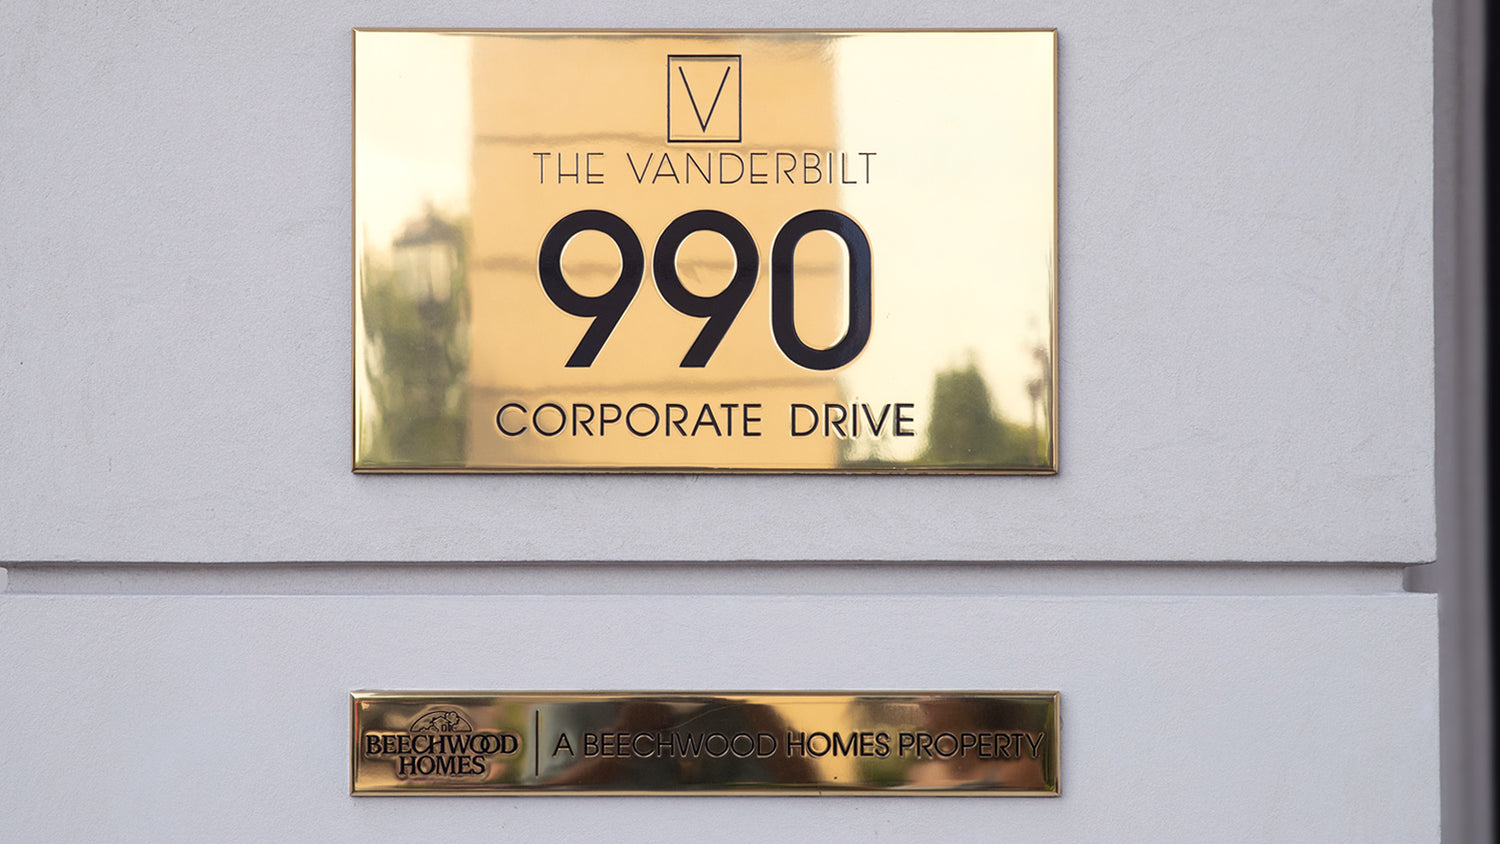 V
THE VANDERBILT
990
CORPORATE DRIVE
BEECHWOOD
HOMES
A BEECHWOOD HOMES PROPERTY